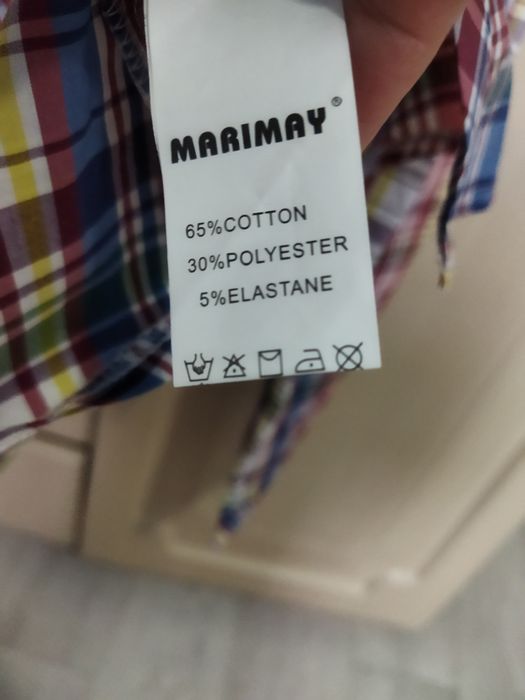 MARIMAY®
65%COTTON
30%POLYESTER
5%ELASTANE